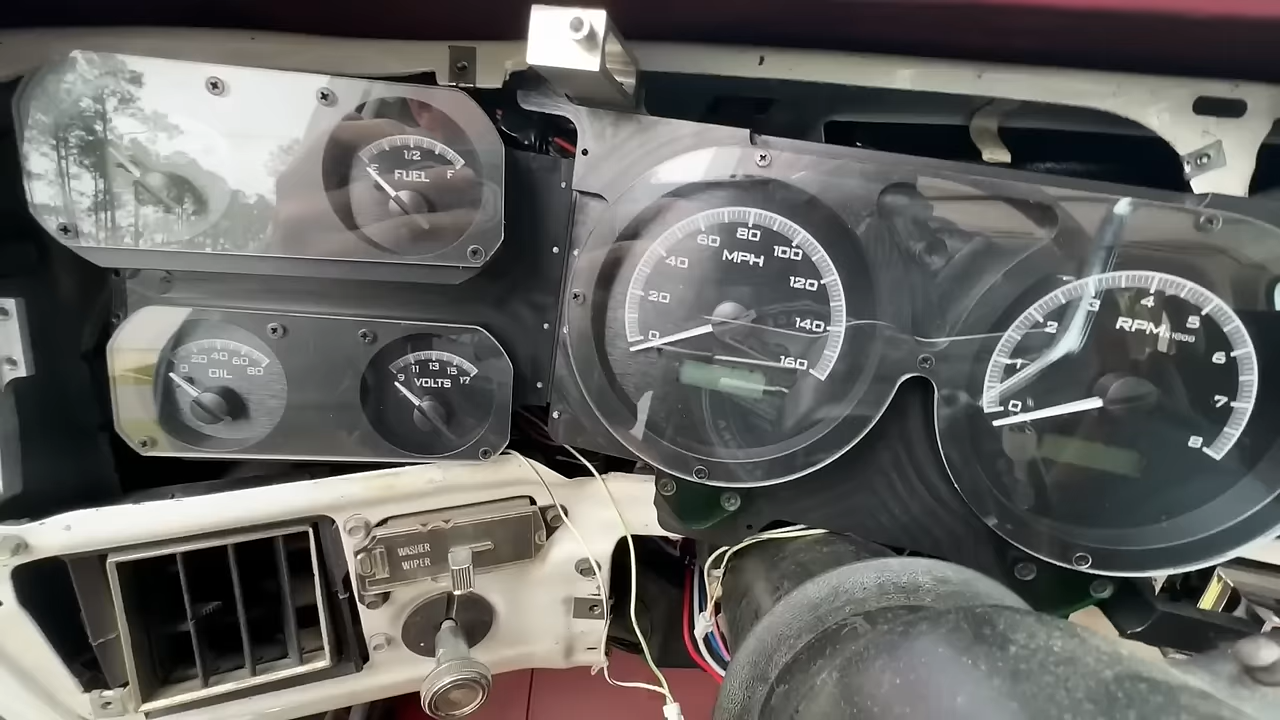 1/2
E F
FUEL
0 20 40 60 80
OIL
9 11 13 15 17
VOLTS
0 20 40 60 80 100 120 140 160
MPH
0 1 2 3 4 5 6 7 8
RPM
WASHER
WIPER